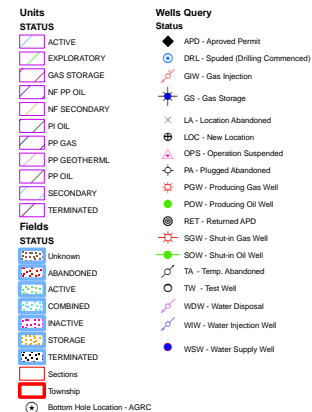 Units
STATUS
ACTIVE
EXPLORATORY
GAS STORAGE
NF PP OIL
NF SECONDARY
PI OIL
PP GAS
PP GEOTHERML
PP OIL
SECONDARY
TERMINATED
Fields
STATUS
Unknown
ABANDONED
ACTIVE
COMBINED
INACTIVE
STORAGE
TERMINATED
Sections
Township
Bottom Hole Location - AGRC
Wells Query
Status
APD - Aproved Permit
DRL - Spuded (Drilling Commenced)
GIW - Gas Injection
GS - Gas Storage
LA - Location Abandoned
LOC - New Location
OPS - Operation Suspended
PA - Plugged Abandoned
PGW - Producing Gas Well
POW - Producing Oil Well
RET - Returned APD
SGW - Shut-in Gas Well
SOW - Shut-in Oil Well
TA - Temp. Abandoned
TW - Test Well
WDW - Water Disposal
WIW - Water Injection Well
WSW - Water Supply Well